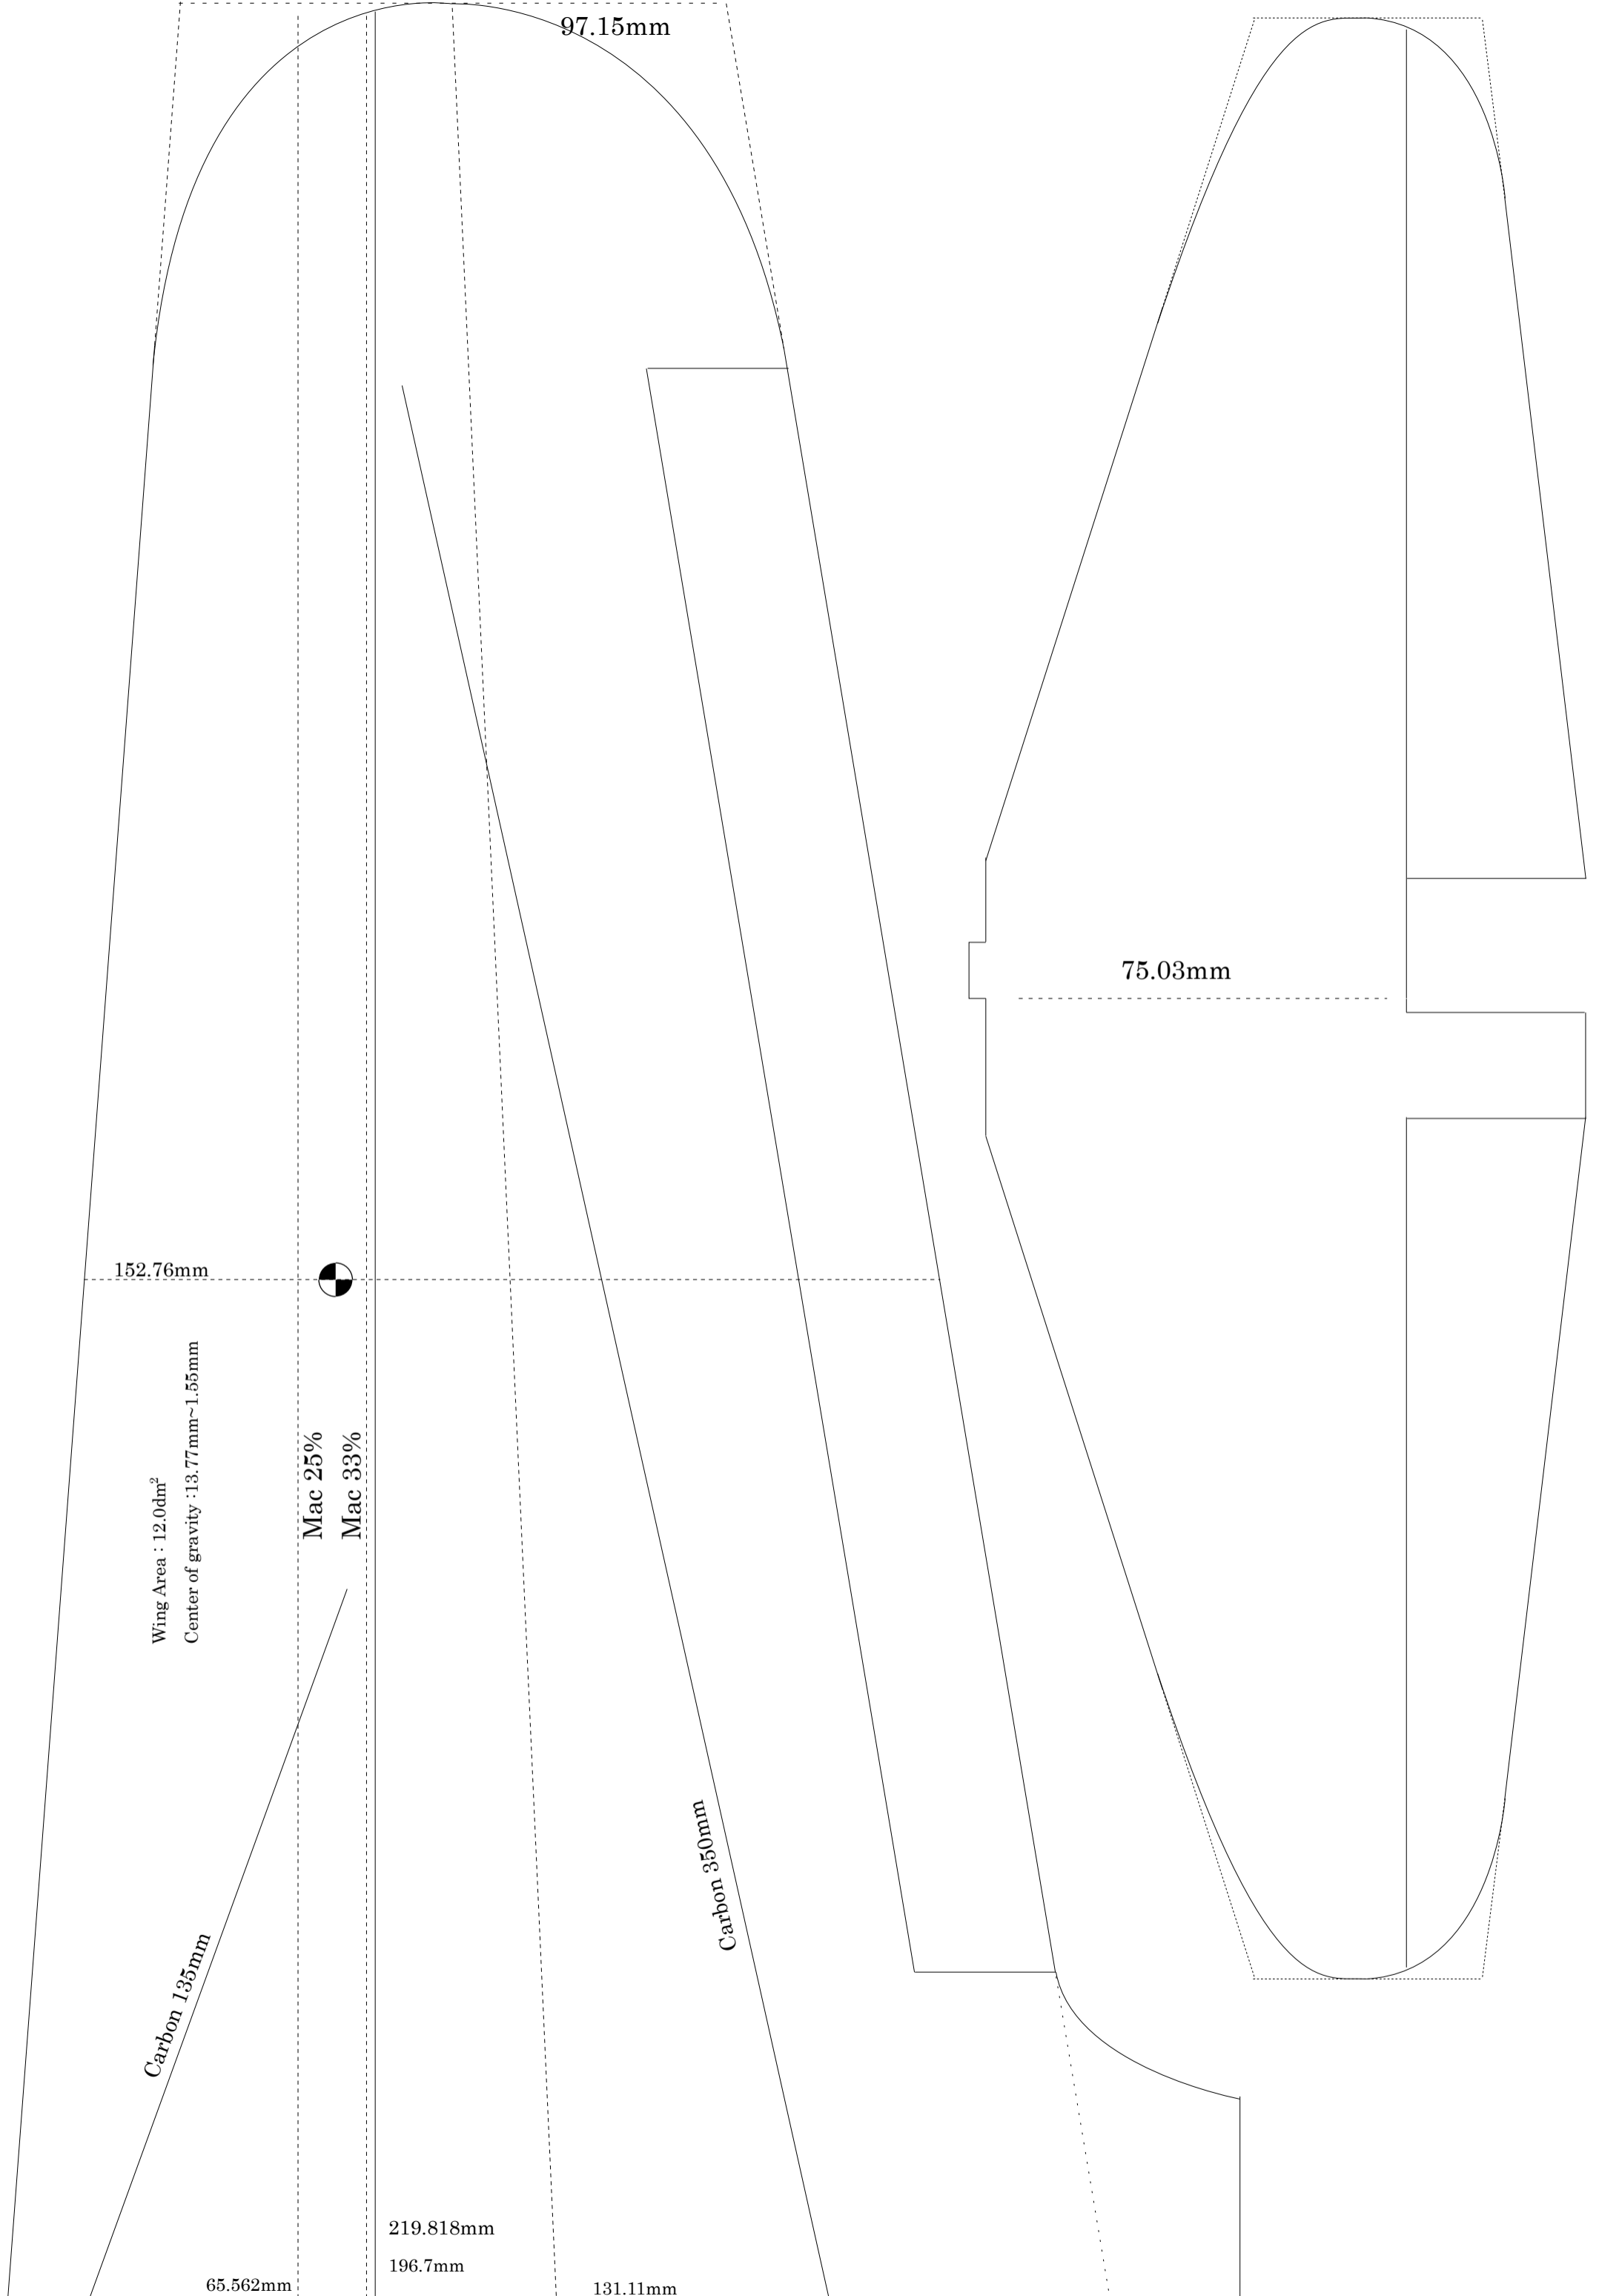 97.15mm
75.03mm
152.76mm
Wing Area : 12.0dm²
Center of gravity :13.77mm~1.55mm
Mac 25%
Mac 33%
Carbon 350mm
Carbon 135mm
219.818mm
196.7mm
65.562mm
131.11mm